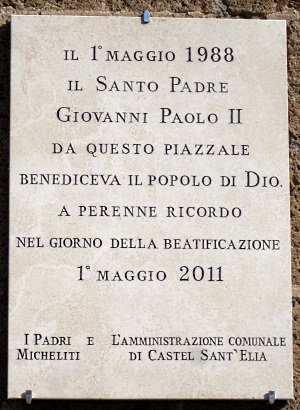 IL 1° MAGGIO 1988
IL SANTO PADRE
GIOVANNI PAOLO II
DA QUESTO PIAZZALE
BENEDICEVA IL POPOLO DI DIO.
A PERENNE RICORDO
NEL GIORNO DELLA BEATIFICAZIONE
1° MAGGIO 2011
I PADRI E L'AMMINISTRAZIONE COMUNALE
MICHELITI DI CASTEL SANT'ELIA